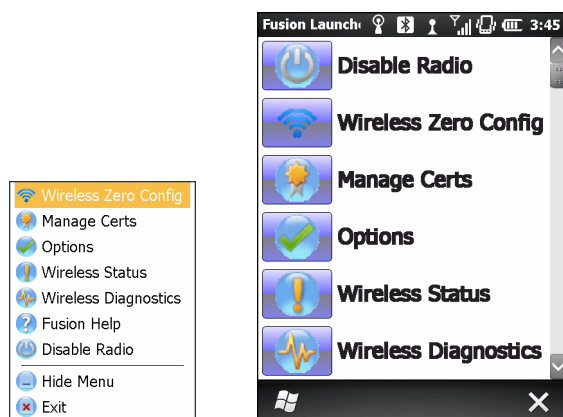 Wireless Zero Config
Manage Certs
Options
Wireless Status
Wireless Diagnostics
Fusion Help
Disable Radio
Hide Menu
Exit
Fusion Launch 3:45
Disable Radio
Wireless Zero Config
Manage Certs
Options
Wireless Status
Wireless Diagnostics